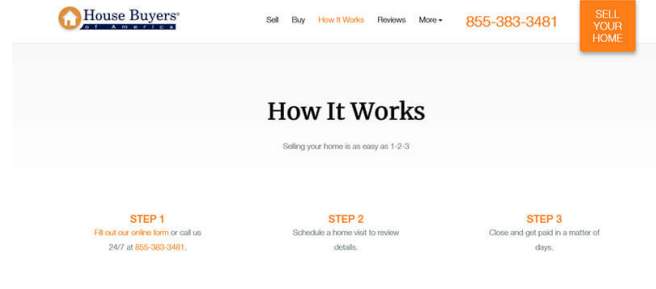 House Buyers®
of America
Sell Buy How It Works Reviews More
855-383-3481
SELL
YOUR
HOME
How It Works
Selling your home is as easy as 1-2-3
STEP 1
Fill out our online form or call us
24/7 at 855-383-3481.
STEP 2
Schedule a home visit to review
details.
STEP 3
Close and get paid in a matter of
days.